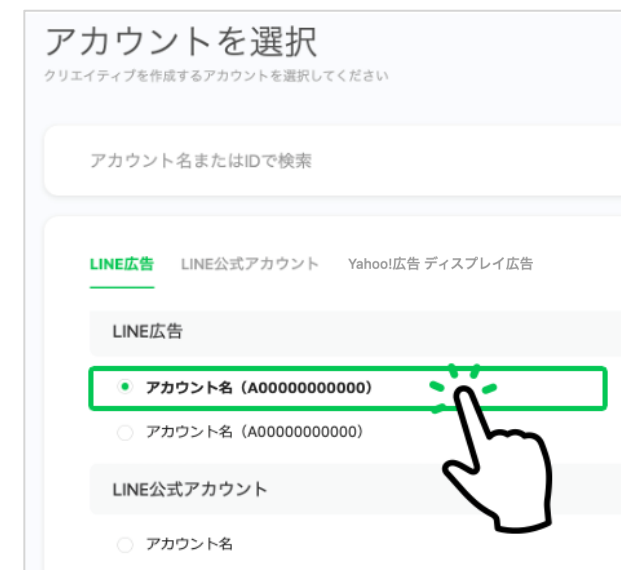 アカウントを選択
クリエイティブを作成するアカウントを選択してください
アカウント名またはIDで検索
LINE広告 LINE公式アカウント Yahoo!広告 ディスプレイ広告
LINE広告
アカウント名（A00000000000）
アカウント名（A00000000000）
LINE公式アカウント
アカウント名